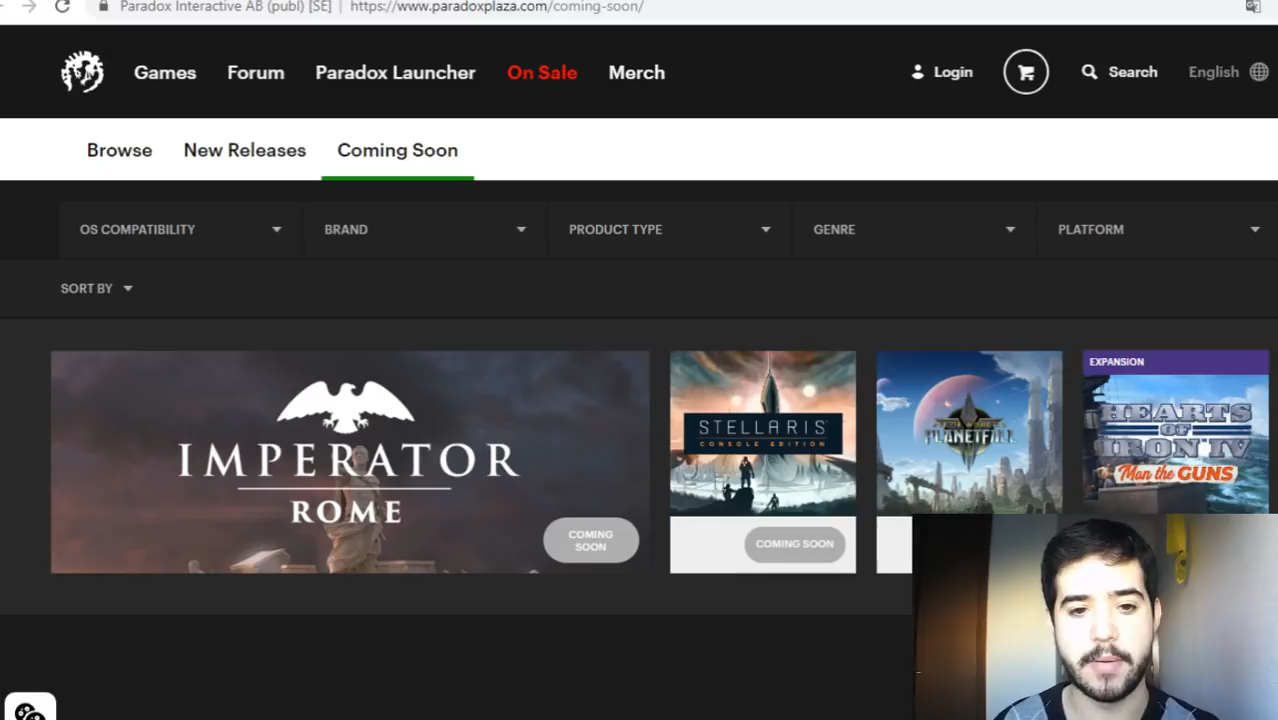 Paradox Interactive AB (publ) [SE] | https://www.paradoxplaza.com/coming-soon/
Games Forum Paradox Launcher On Sale Merch Login Search English
Browse New Releases Coming Soon
OS COMPATIBILITY BRAND PRODUCT TYPE GENRE PLATFORM
SORT BY
IMPERATOR
ROME
COMING
SOON
STELLARIS
CONSOLE EDITION
COMING SOON
PLANETFALL
EXPANSION
HEARTS
OF
IRON IV
Man the GUNS